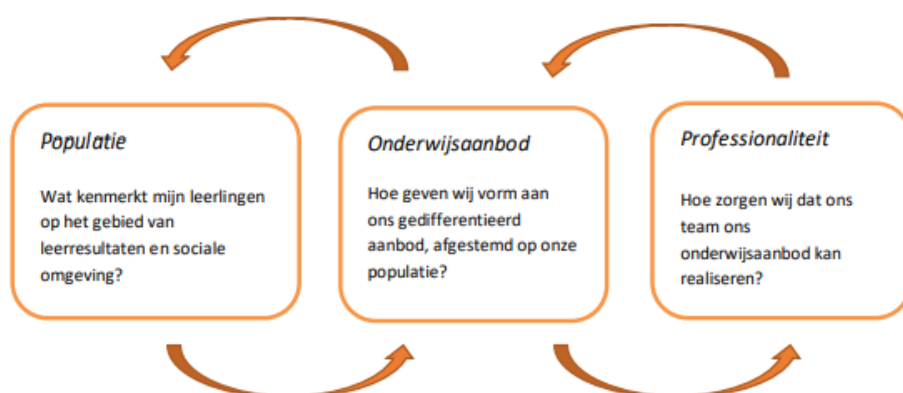 Populatie
Wat kenmerkt mijn leerlingen
op het gebied van
leerresultaten en sociale
omgeving?
Onderwijsaanbod
Hoe geven wij vorm aan
ons gedifferentieerd
aanbod, afgestemd op onze
populatie?
Professionaliteit
Hoe zorgen wij dat ons
team ons
onderwijsaanbod kan
realiseren?